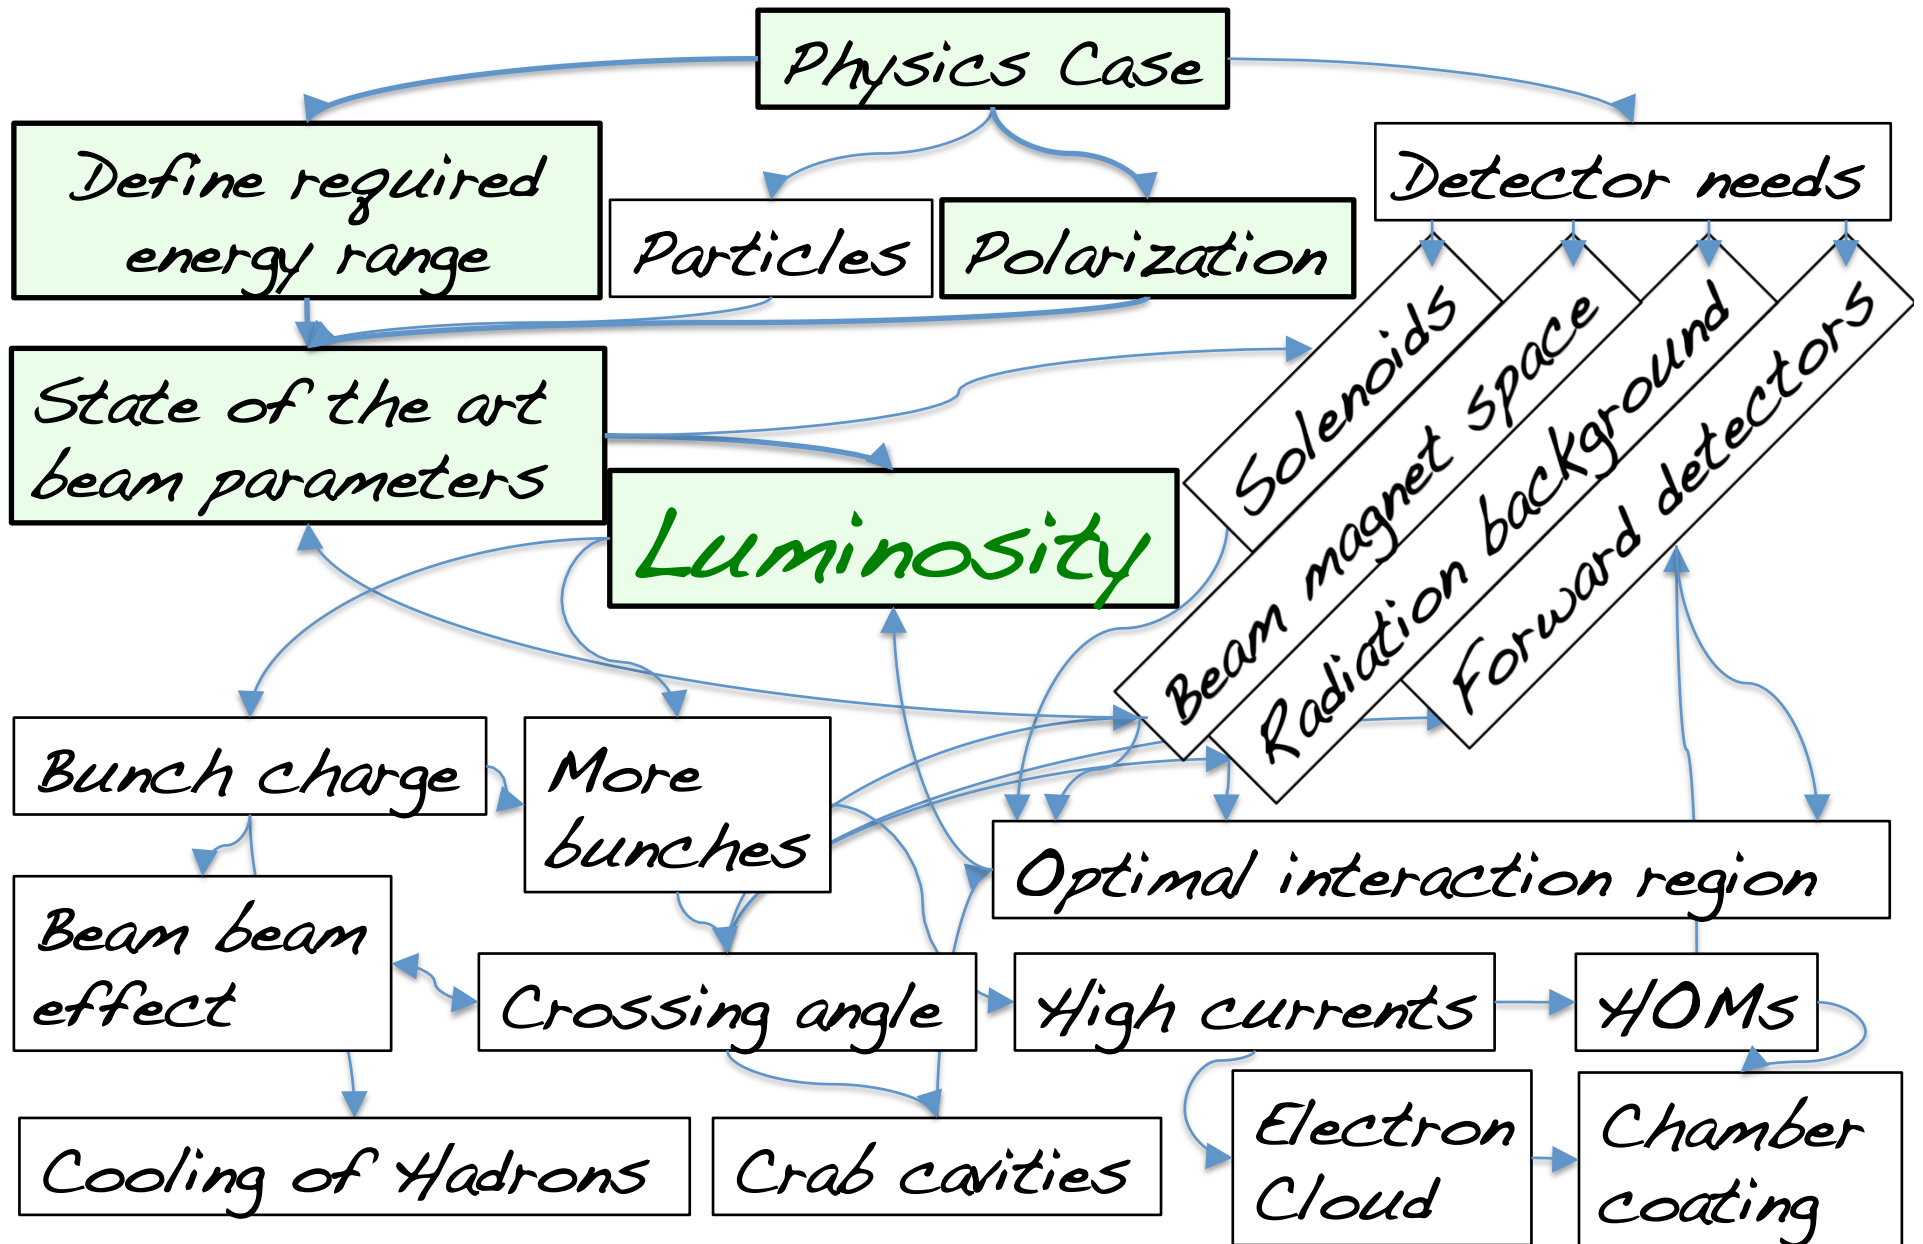 Physics Case
Define required
energy range
Particles
Polarization
Detector needs
State of the art
beam parameters
Luminosity
Solenoids
Beam magnet space
Radiation background
Forward detectors
Bunch charge
More
bunches
Optimal interaction region
Beam beam
effect
Crossing angle
High currents
HOMs
Cooling of Hadrons
Crab cavities
Electron
Cloud
Chamber
coating